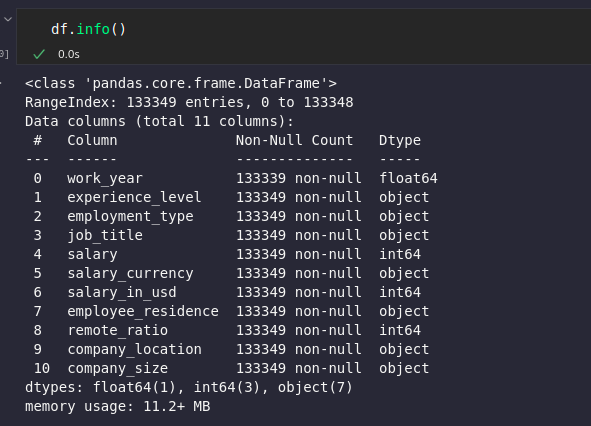 df.info()
0]
0.0s
<class 'pandas.core.frame.DataFrame'>
RangeIndex: 133349 entries, 0 to 133348
Data columns (total 11 columns):
 #   Column              Non-Null Count   Dtype
---  ------              --------------   -----
 0   work_year           133339 non-null  float64
 1   experience_level    133349 non-null  object
 2   employment_type     133349 non-null  object
 3   job_title           133349 non-null  object
 4   salary              133349 non-null  int64
 5   salary_currency     133349 non-null  object
 6   salary_in_usd       133349 non-null  int64
 7   employee_residence  133349 non-null  object
 8   remote_ratio        133349 non-null  int64
 9   company_location    133349 non-null  object
 10  company_size        133349 non-null  object
dtypes: float64(1), int64(3), object(7)
memory usage: 11.2+ MB